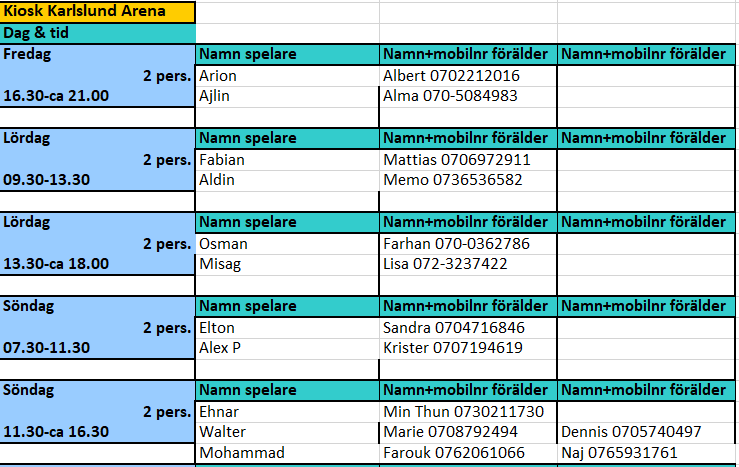 Kiosk Karlslund Arena
Dag & tid
Fredag Namn spelare Namn+mobilnr förälder Namn+mobilnr förälder
2 pers. Arion Albert 0702212016
16.30-ca 21.00 Ajlin Alma 070-5084983
Lördag Namn spelare Namn+mobilnr förälder Namn+mobilnr förälder
2 pers. Fabian Mattias 0706972911
09.30-13.30 Aldin Memo 0736536582
Lördag Namn spelare Namn+mobilnr förälder Namn+mobilnr förälder
2 pers. Osman Farhan 070-0362786
13.30-ca 18.00 Misag Lisa 072-3237422
Söndag Namn spelare Namn+mobilnr förälder Namn+mobilnr förälder
2 pers. Elton Sandra 0704716846
07.30-11.30 Alex P Krister 0707194619
Söndag Namn spelare Namn+mobilnr förälder Namn+mobilnr förälder
2 pers. Ehnar Min Thun 0730211730
11.30-ca 16.30 Walter Marie 0708792494 Dennis 0705740497
Mohammad Farouk 0762061066 Naj 0765931761